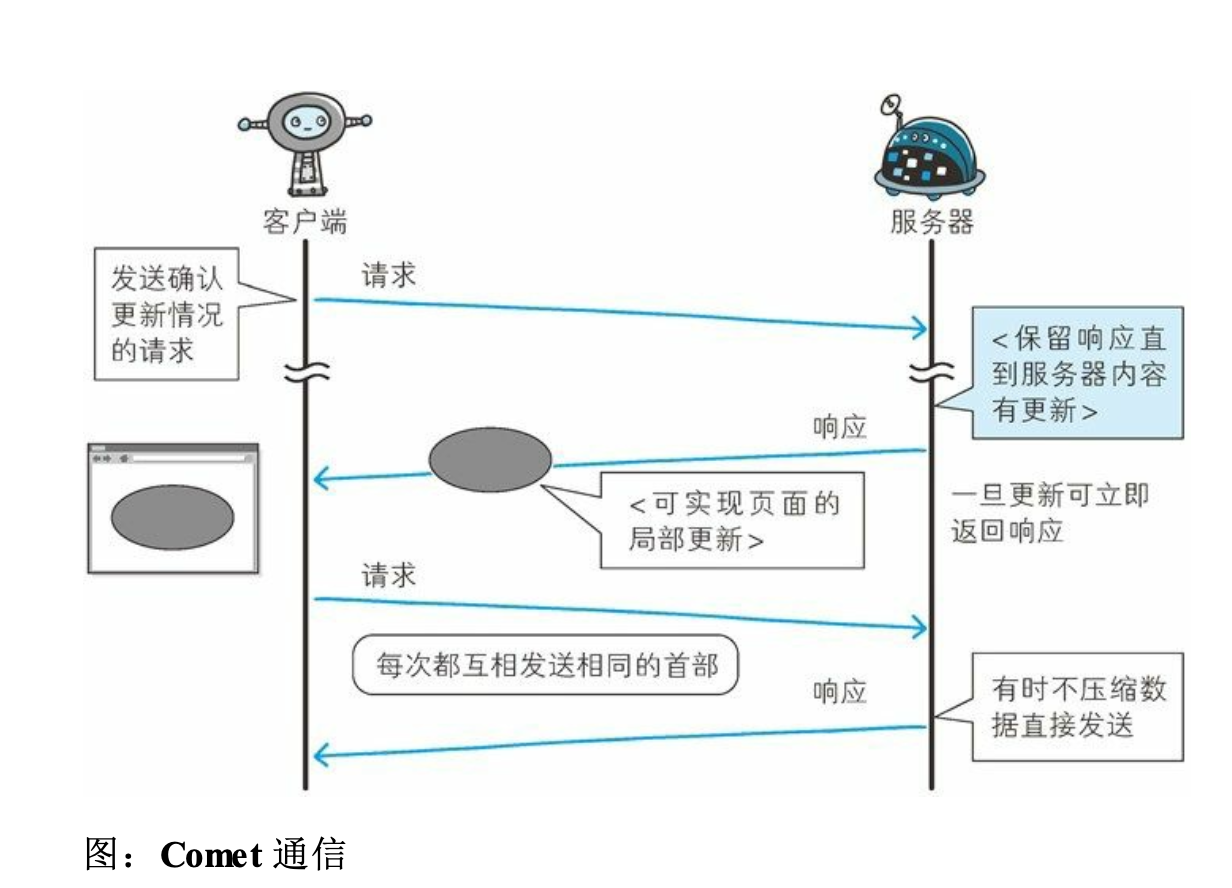 客户端
服务器
发送确认
更新情况
的请求
请求
<保留响应直
到服务器内容
有更新>
响应
<可实现页面的
局部更新>
一旦更新可立即
返回响应
请求
每次都互相发送相同的首部
响应
有时不压缩数
据直接发送
图：Comet 通信